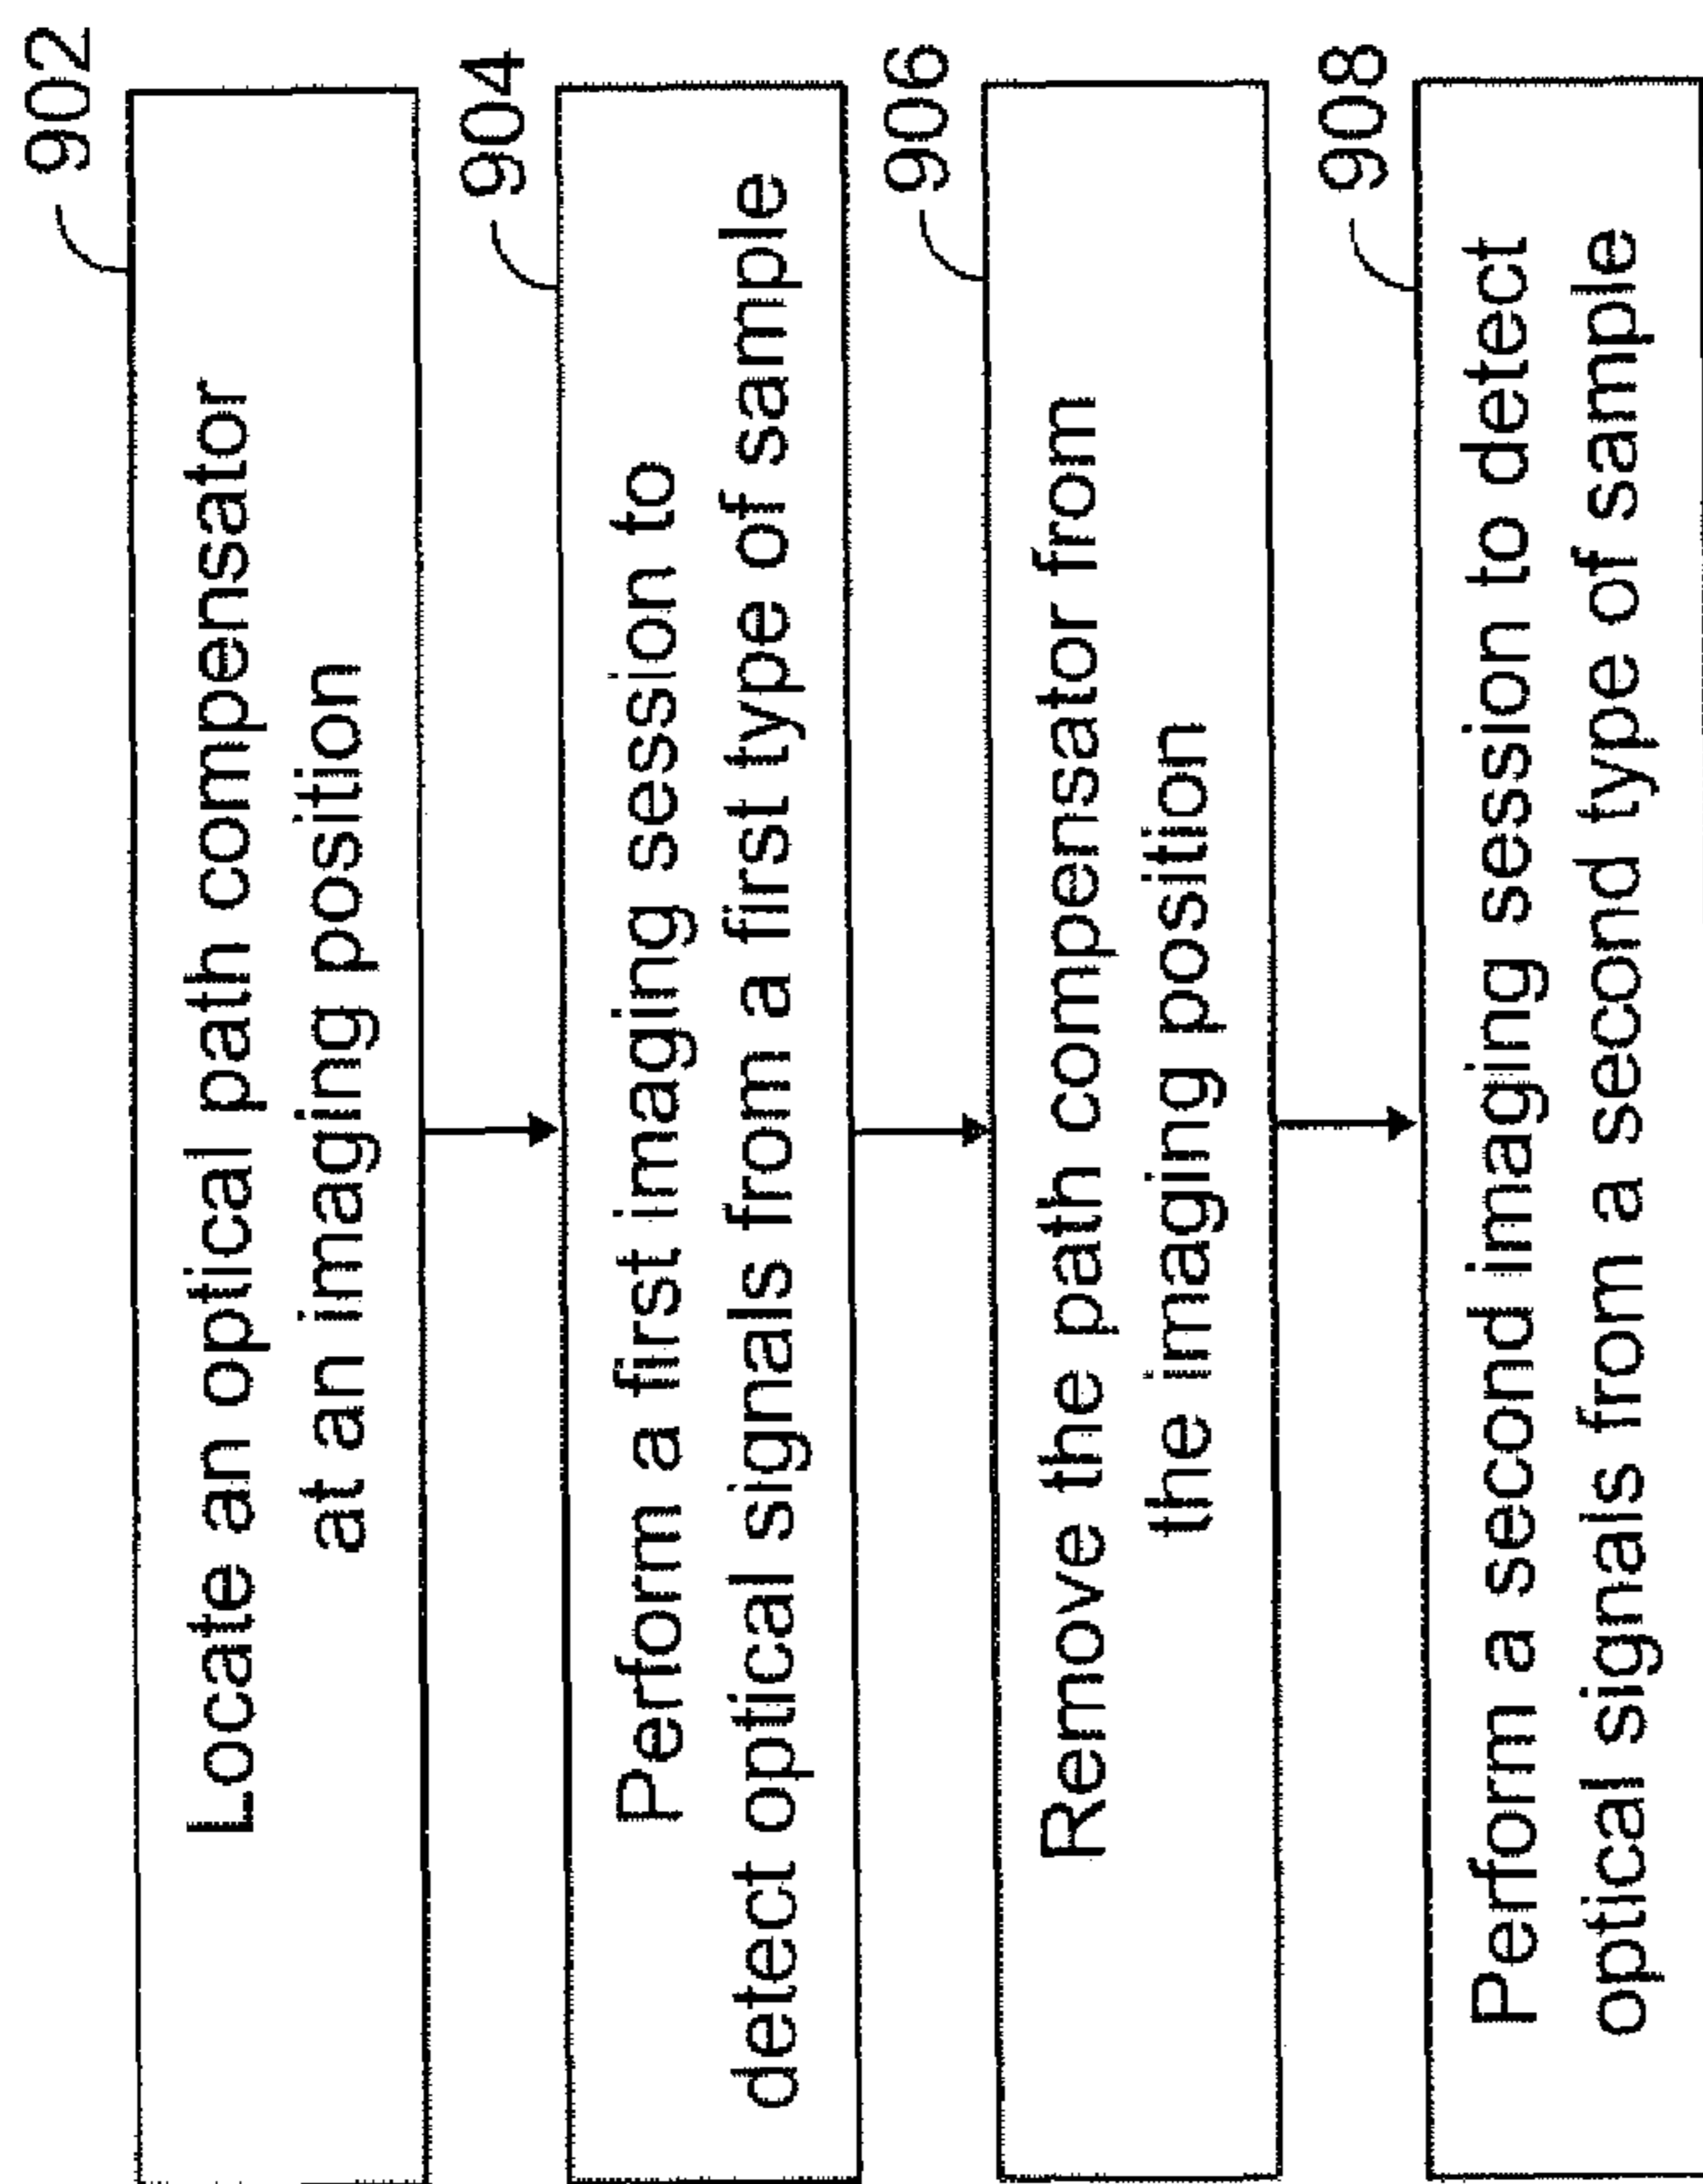 902
Locate an optical path compensator
at an imaging position
904
Perform a first imaging session to
detect optical signals from a first type of sample
906
Remove the path compensator from
the imaging position
908
Perform a second imaging session to detect
optical signals from a second type of sample